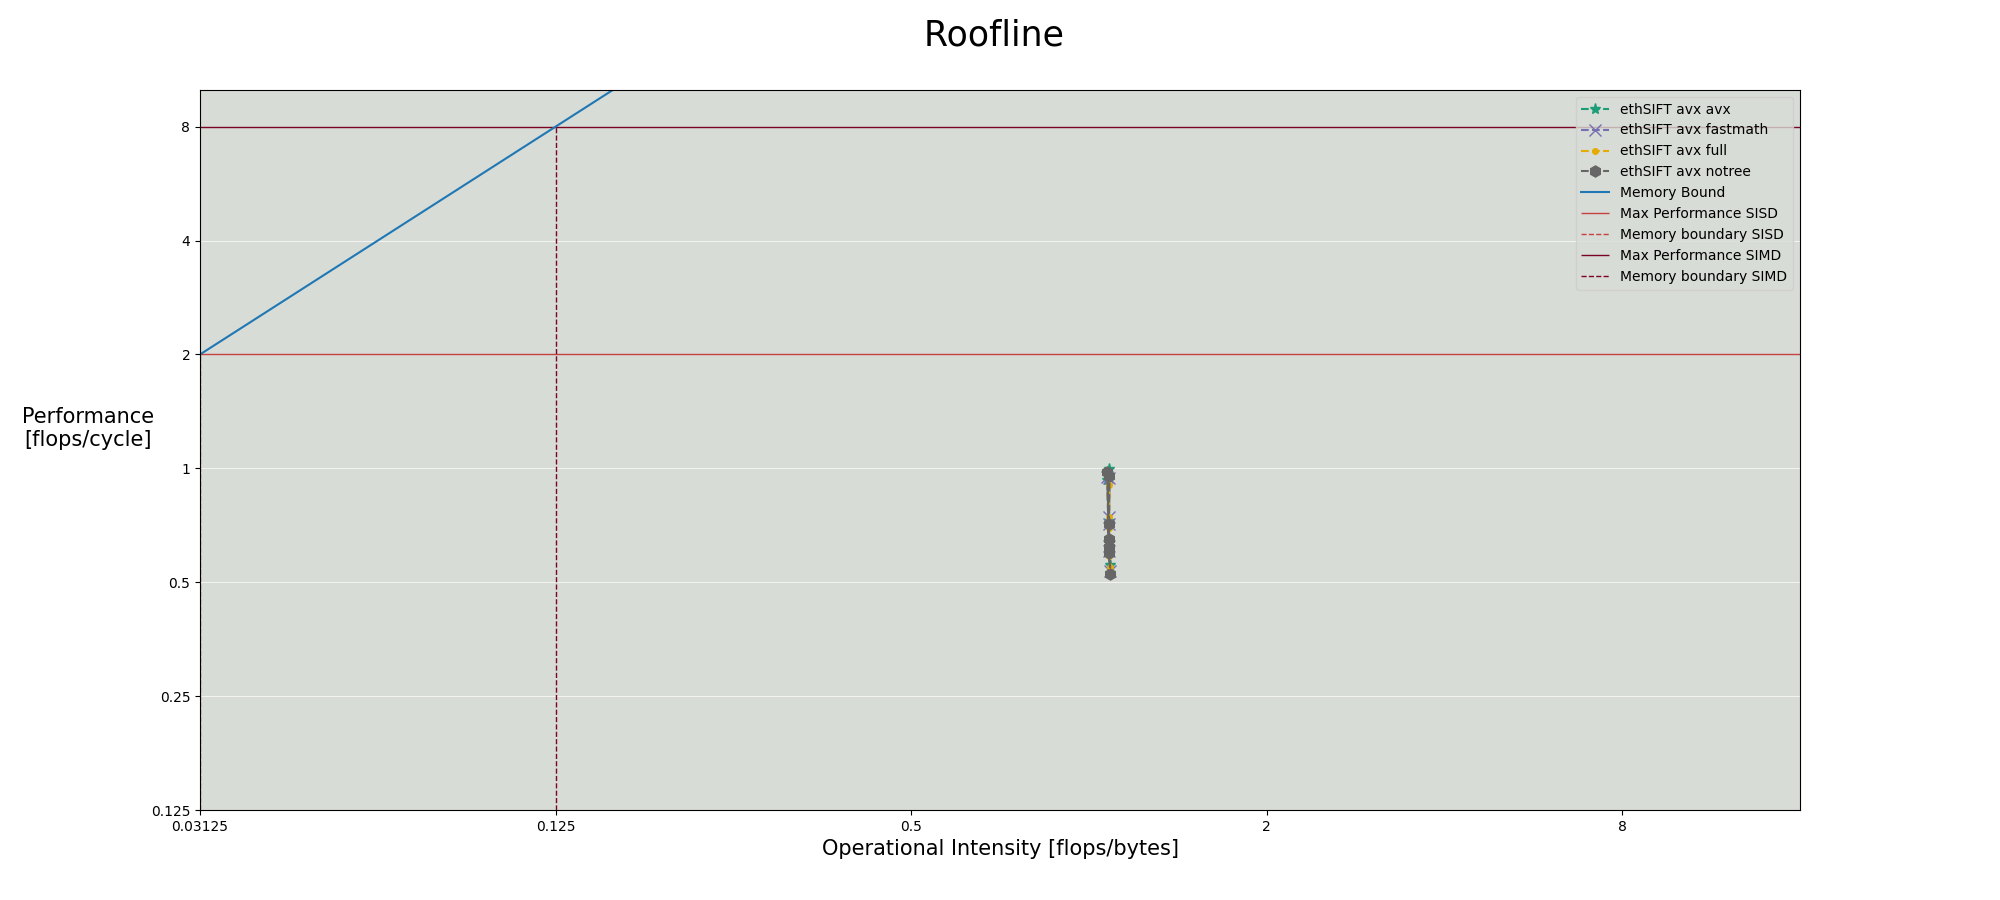 Roofline
ethSIFT avx avx
ethSIFT avx fastmath
ethSIFT avx full
ethSIFT avx notree
Memory Bound
Max Performance SISD
Memory boundary SISD
Max Performance SIMD
Memory boundary SIMD
8
4
2
1
0.5
0.25
0.125
Performance
[flops/cycle]
0.03125
0.125
0.5
2
8
Operational Intensity [flops/bytes]